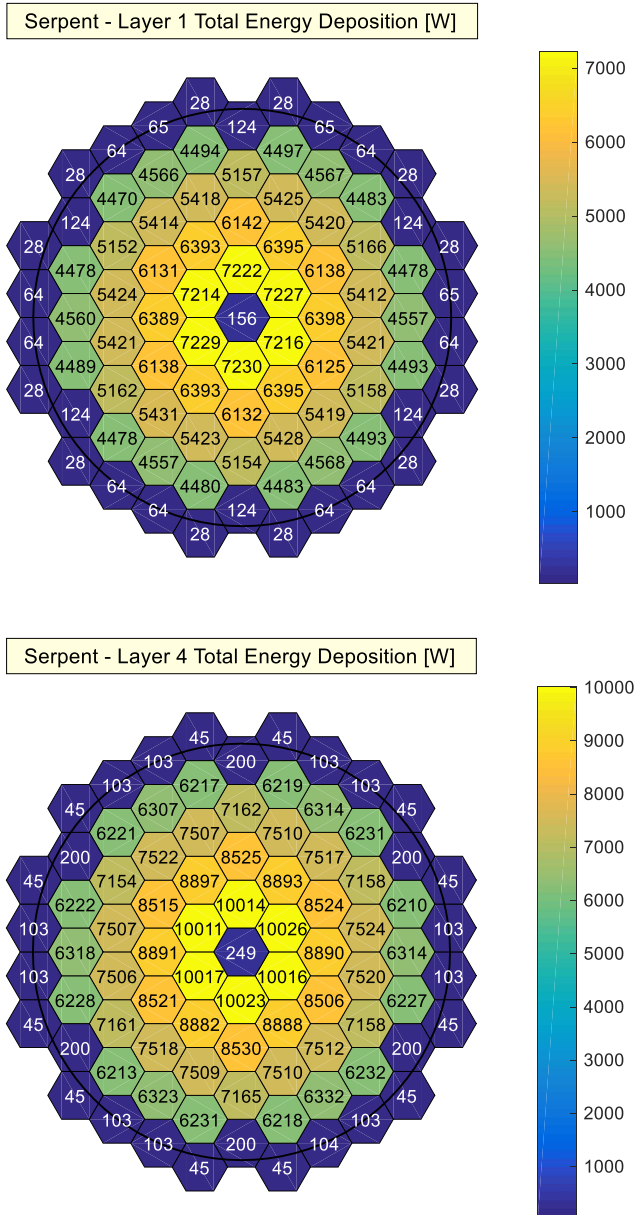 Serpent - Layer 1 Total Energy Deposition [W]
28 28
65 124 65
64 4494 4497 64
28 4566 5157 4567 28
4470 5418 5425 4483
124 5414 6142 5420 124
28 5152 6393 6395 5166 28
4478 6131 7222 6138 4478
64 5424 7214 7227 5412 65
4560 6389 156 6398 4557
64 5421 7229 7216 5421 64
4489 6138 7230 6125 4493
28 5162 6393 6395 5158 28
124 5431 6132 5419 124
4478 5423 5428 4493
28 4557 5154 4568 28
64 4480 4483 64
64 124 64
28 28
7000
6000
5000
4000
3000
2000
1000
Serpent - Layer 4 Total Energy Deposition [W]
45 45
103 200 103
103 6217 6219 103
45 6307 7162 6314 45
6221 7507 7510 6231
200 7522 8525 7517 200
45 7154 8897 8893 7158 45
6222 8515 10014 8524 6210
103 7507 10011 10026 7524 103
6318 8891 249 8890 6314
103 7506 10017 10016 7520 103
6228 8521 10023 8506 6227
45 7161 8882 8888 7158 45
200 7518 8530 7512 200
6213 7509 7510 6232
45 6323 7165 6332 45
103 6231 6218 103
103 200 104
45 45
10000
9000
8000
7000
6000
5000
4000
3000
2000
1000